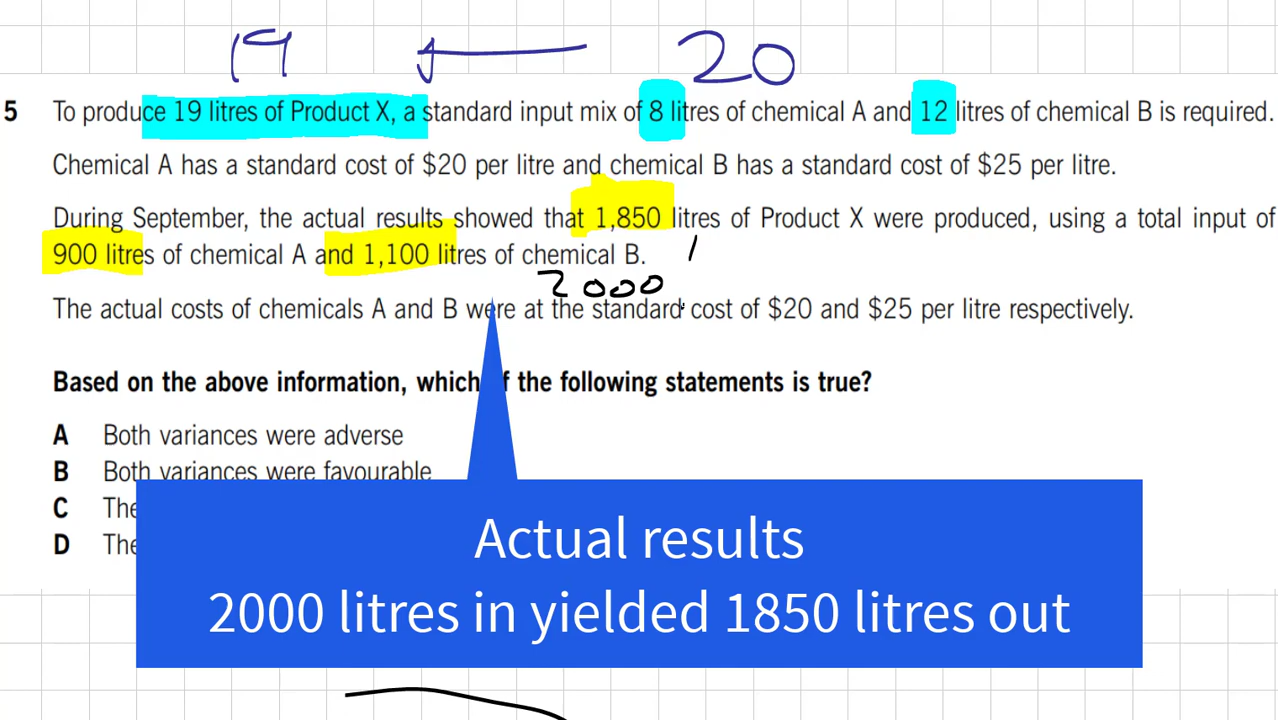 19 20
5 To produce 19 litres of Product X, a standard input mix of 8 litres of chemical A and 12 litres of chemical B is required.
Chemical A has a standard cost of $20 per litre and chemical B has a standard cost of $25 per litre.
During September, the actual results showed that 1,850 litres of Product X were produced, using a total input of
900 litres of chemical A and 1,100 litres of chemical B.
2000
The actual costs of chemicals A and B were at the standard cost of $20 and $25 per litre respectively.
Based on the above information, which of the following statements is true?
A Both variances were adverse
B Both variances were favourable
C The
D The
Actual results
2000 litres in yielded 1850 litres out